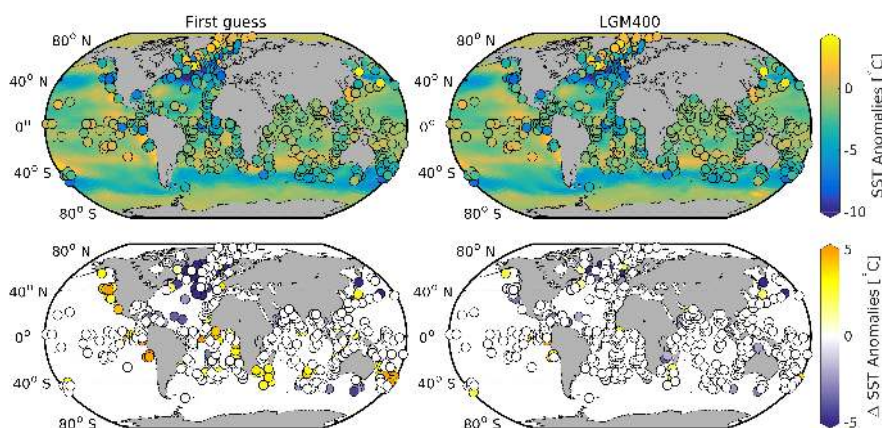 First guess
LGM400
80° N
40° N
0°
40° S
80° S
80° N
40° N
0°
40° S
80° S
0
-5
-10
SST Anomalies [°C]
80° N
40° N
0°
40° S
80° S
80° N
40° N
0°
40° S
80° S
5
0
-5
Δ SST Anomalies [°C]